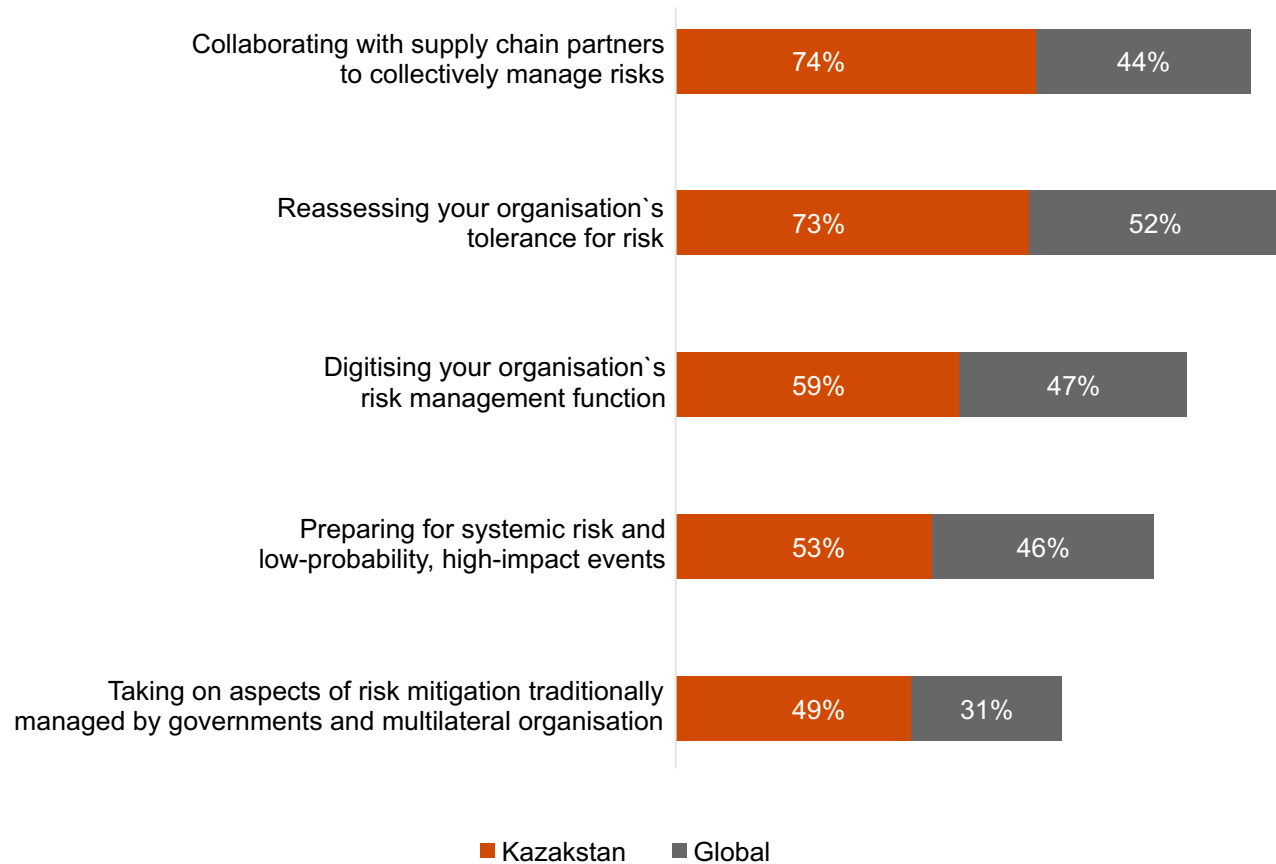 Collaborating with supply chain partners
to collectively manage risks
74%
44%
Reassessing your organisation`s
tolerance for risk
73%
52%
Digitising your organisation`s
risk management function
59%
47%
Preparing for systemic risk and
low-probability, high-impact events
53%
46%
Taking on aspects of risk mitigation traditionally
managed by governments and multilateral organisation
49%
31%
Kazakstan
Global